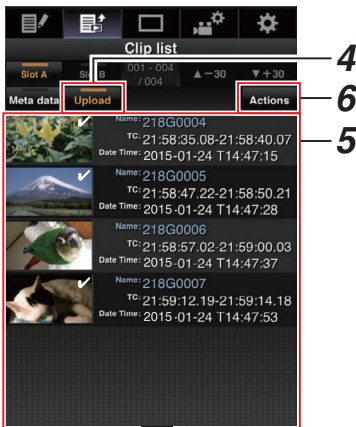 Clip list
Slot A Slot B 001 - 004 / 004 ▲−30 ▼+30
Meta data Upload Actions
4
6
5
Name: 218G0004
TC: 21:58:35.08-21:58:40.07
Date Time: 2015-01-24 T14:47:15
Name: 218G0005
TC: 21:58:47.22-21:58:50.21
Date Time: 2015-01-24 T14:47:28
Name: 218G0006
TC: 21:58:57.02-21:59:00.03
Date Time: 2015-01-24 T14:47:37
Name: 218G0007
TC: 21:59:12.19-21:59:14.18
Date Time: 2015-01-24 T14:47:53